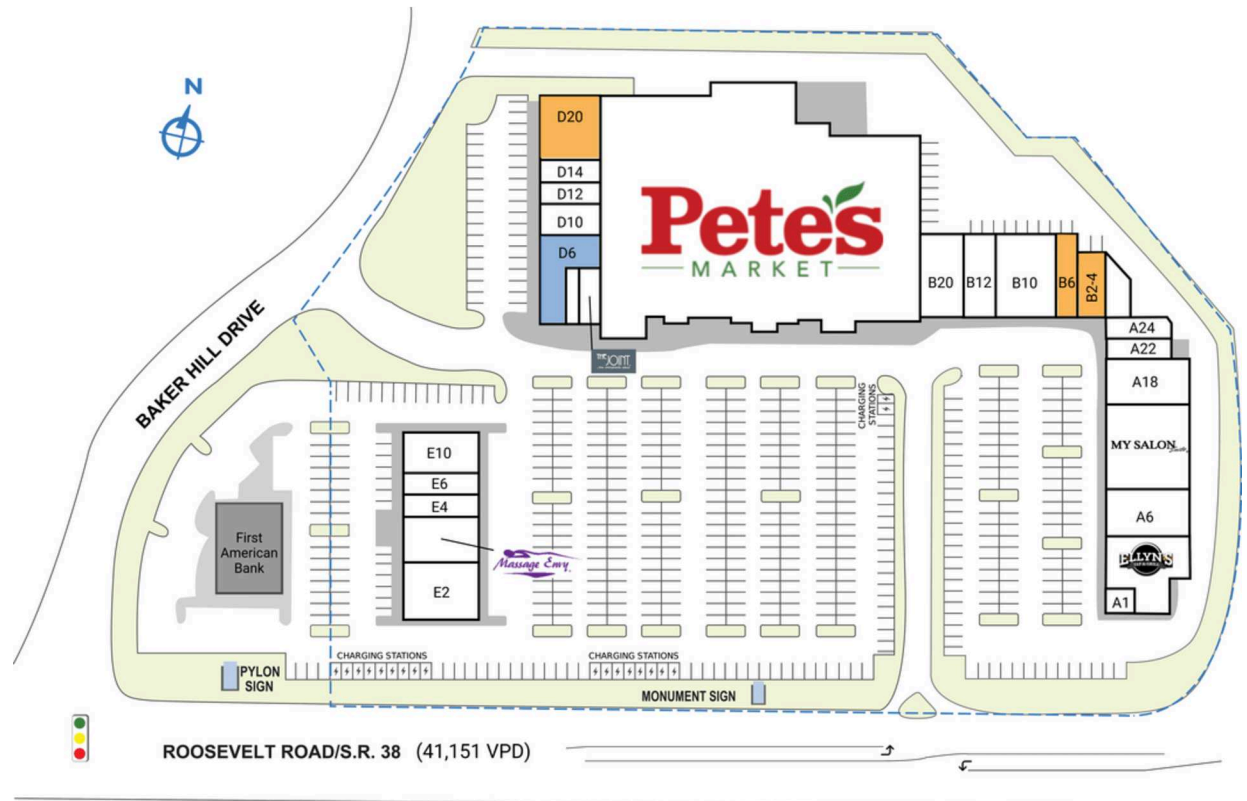 N
D20
D14
D12
D10
D6
Pete's
MARKET
B20
B12
B10
B6
B2-4
A24
A22
A18
MY SALON
A6
ELLYN'S
A1
THE JOINT
CHARGING
STATIONS
BAKER HILL DRIVE
E10
E6
E4
Massage Envy
E2
First
American
Bank
CHARGING STATIONS
CHARGING STATIONS
PYLON
SIGN
MONUMENT SIGN
ROOSEVELT ROAD/S.R. 38 (41,151 VPD)